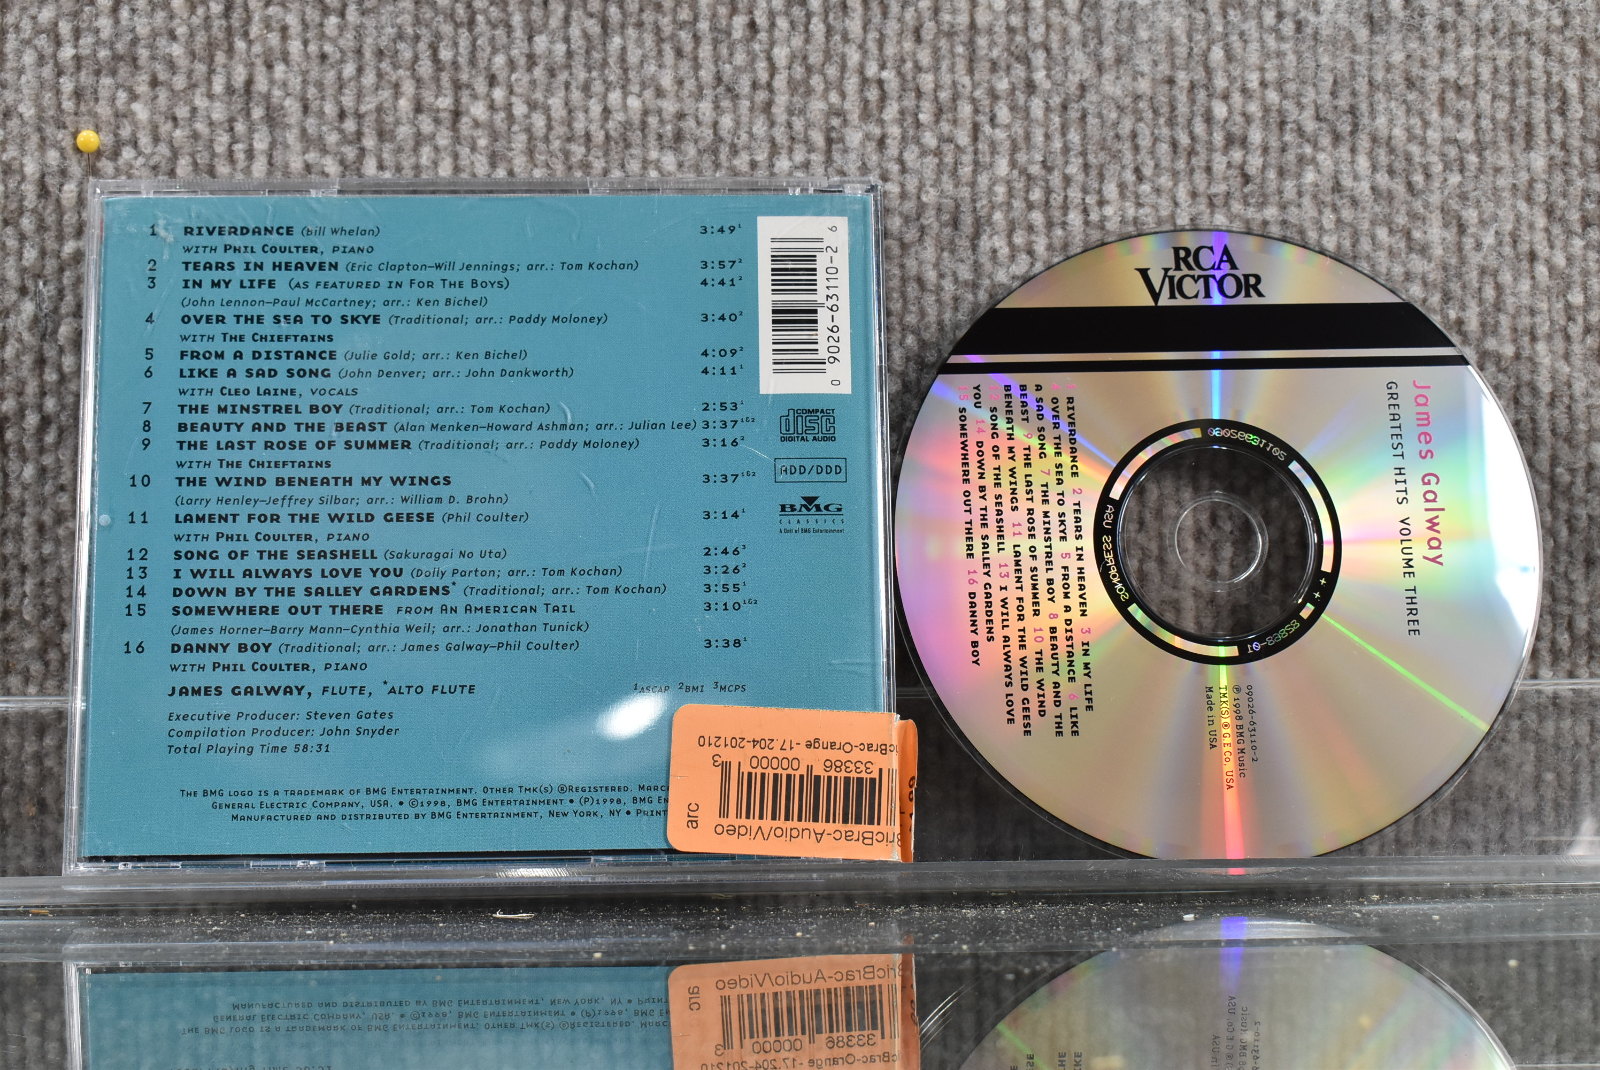 1 RIVERDANCE (Bill Whelan) 3:49¹
WITH PHIL COULTER, PIANO
2 TEARS IN HEAVEN (Eric Clapton–Will Jennings; arr.: Tom Kochan) 3:57²
3 IN MY LIFE (AS FEATURED IN FOR THE BOYS) 4:41²
(John Lennon–Paul McCartney; arr.: Ken Bichel)
4 OVER THE SEA TO SKYE (Traditional; arr.: Paddy Moloney) 3:40²
WITH THE CHIEFTAINS
5 FROM A DISTANCE (Julie Gold; arr.: Ken Bichel) 4:09²
6 LIKE A SAD SONG (John Denver; arr.: John Dankworth) 4:11¹
WITH CLEO LAINE, VOCALS
7 THE MINSTREL BOY (Traditional; arr.: Tom Kochan) 2:53¹
8 BEAUTY AND THE BEAST (Alan Menken–Howard Ashman; arr.: Julian Lee) 3:37¹&²
9 THE LAST ROSE OF SUMMER (Traditional; arr.: Paddy Moloney) 3:16²
WITH THE CHIEFTAINS
10 THE WIND BENEATH MY WINGS 3:37¹&²
(Larry Henley–Jeffrey Silbar; arr.: William D. Brohn)
11 LAMENT FOR THE WILD GEESE (Phil Coulter) 3:14¹
WITH PHIL COULTER, PIANO
12 SONG OF THE SEASHELL (Sakuragai No Uta) 2:46³
13 I WILL ALWAYS LOVE YOU (Dolly Parton; arr.: Tom Kochan) 3:26²
14 DOWN BY THE SALLEY GARDENS* (Traditional; arr.: Tom Kochan) 3:55¹
15 SOMEWHERE OUT THERE FROM AN AMERICAN TAIL 3:10¹&²
(James Horner–Barry Mann–Cynthia Weil; arr.: Jonathan Tunick)
16 DANNY BOY (Traditional; arr.: James Galway–Phil Coulter) 3:38¹
WITH PHIL COULTER, PIANO
JAMES GALWAY, FLUTE, *ALTO FLUTE
¹ASCAP ²BMI ³MCPS
Executive Producer: Steven Gates
Compilation Producer: John Snyder
Total Playing Time 58:31
THE BMG LOGO IS A TRADEMARK OF BMG ENTERTAINMENT. OTHER TMK(S) ®REGISTERED. MARCA
GENERAL ELECTRIC COMPANY, USA. • ©1998, BMG ENTERTAINMENT • (P)1998, BMG EN
MANUFACTURED AND DISTRIBUTED BY BMG ENTERTAINMENT, NEW YORK, NY • PRINT
0 9026-63110-2 6
COMPACT
disc
DIGITAL AUDIO
ADD/DDD
BMG
CLASSICS
A Unit of BMG Entertainment
BricBrac-Audio/Video
arc
33386 00000 3
icBrac-Orange -17.204-201210
RCA
VICTOR
James Galway
GREATEST HITS VOLUME THREE
1 RIVERDANCE 2 TEARS IN HEAVEN 3 IN MY LIFE
4 OVER THE SEA TO SKYE 5 FROM A DISTANCE 6 LIKE
A SAD SONG 7 THE MINSTREL BOY 8 BEAUTY AND THE
BEAST 9 THE LAST ROSE OF SUMMER 10 THE WIND
BENEATH MY WINGS 11 LAMENT FOR THE WILD GEESE
12 SONG OF THE SEASHELL 13 I WILL ALWAYS LOVE
YOU 14 DOWN BY THE SALLEY GARDENS
15 SOMEWHERE OUT THERE 16 DANNY BOY
09026-63110-2
℗ 1998 BMG Music
TMK(S) ® G.E Co, USA
Made in USA
09026631102
SONOPRESS USA